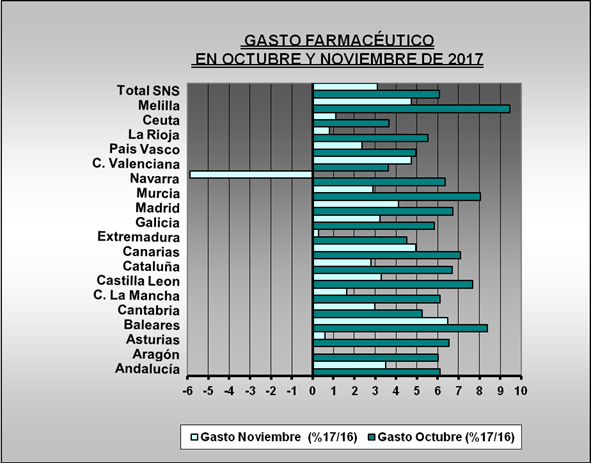 GASTO FARMACÉUTICO
EN OCTUBRE Y NOVIEMBRE DE 2017
Total SNS
Melilla
Ceuta
La Rioja
Pais Vasco
C. Valenciana
Navarra
Murcia
Madrid
Galicia
Extremadura
Canarias
Cataluña
Castilla Leon
C. La Mancha
Cantabria
Baleares
Asturias
Aragón
Andalucía
-6 -5 -4 -3 -2 -1 0 1 2 3 4 5 6 7 8 9 10
Gasto Noviembre (%17/16) Gasto Octubre (%17/16)